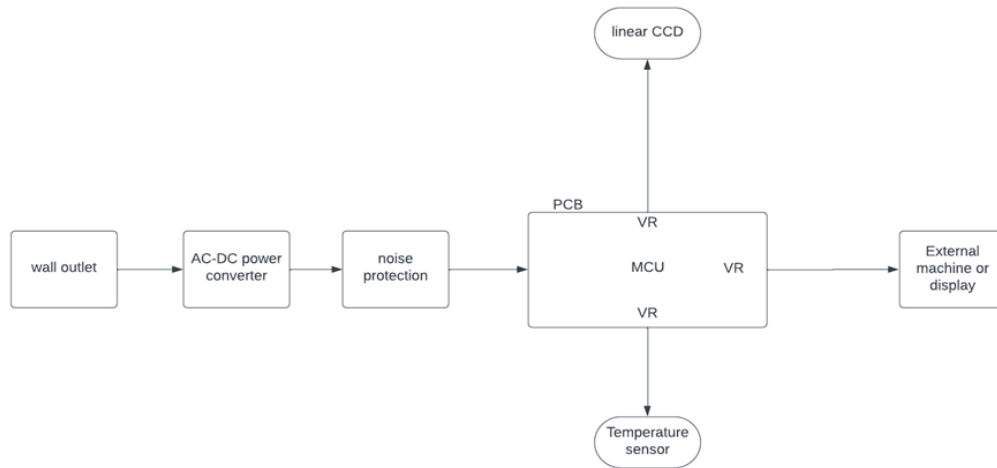 linear CCD
PCB
VR
wall outlet
AC-DC power
converter
noise
protection
MCU
VR
External
machine or
display
VR
Temperature
sensor